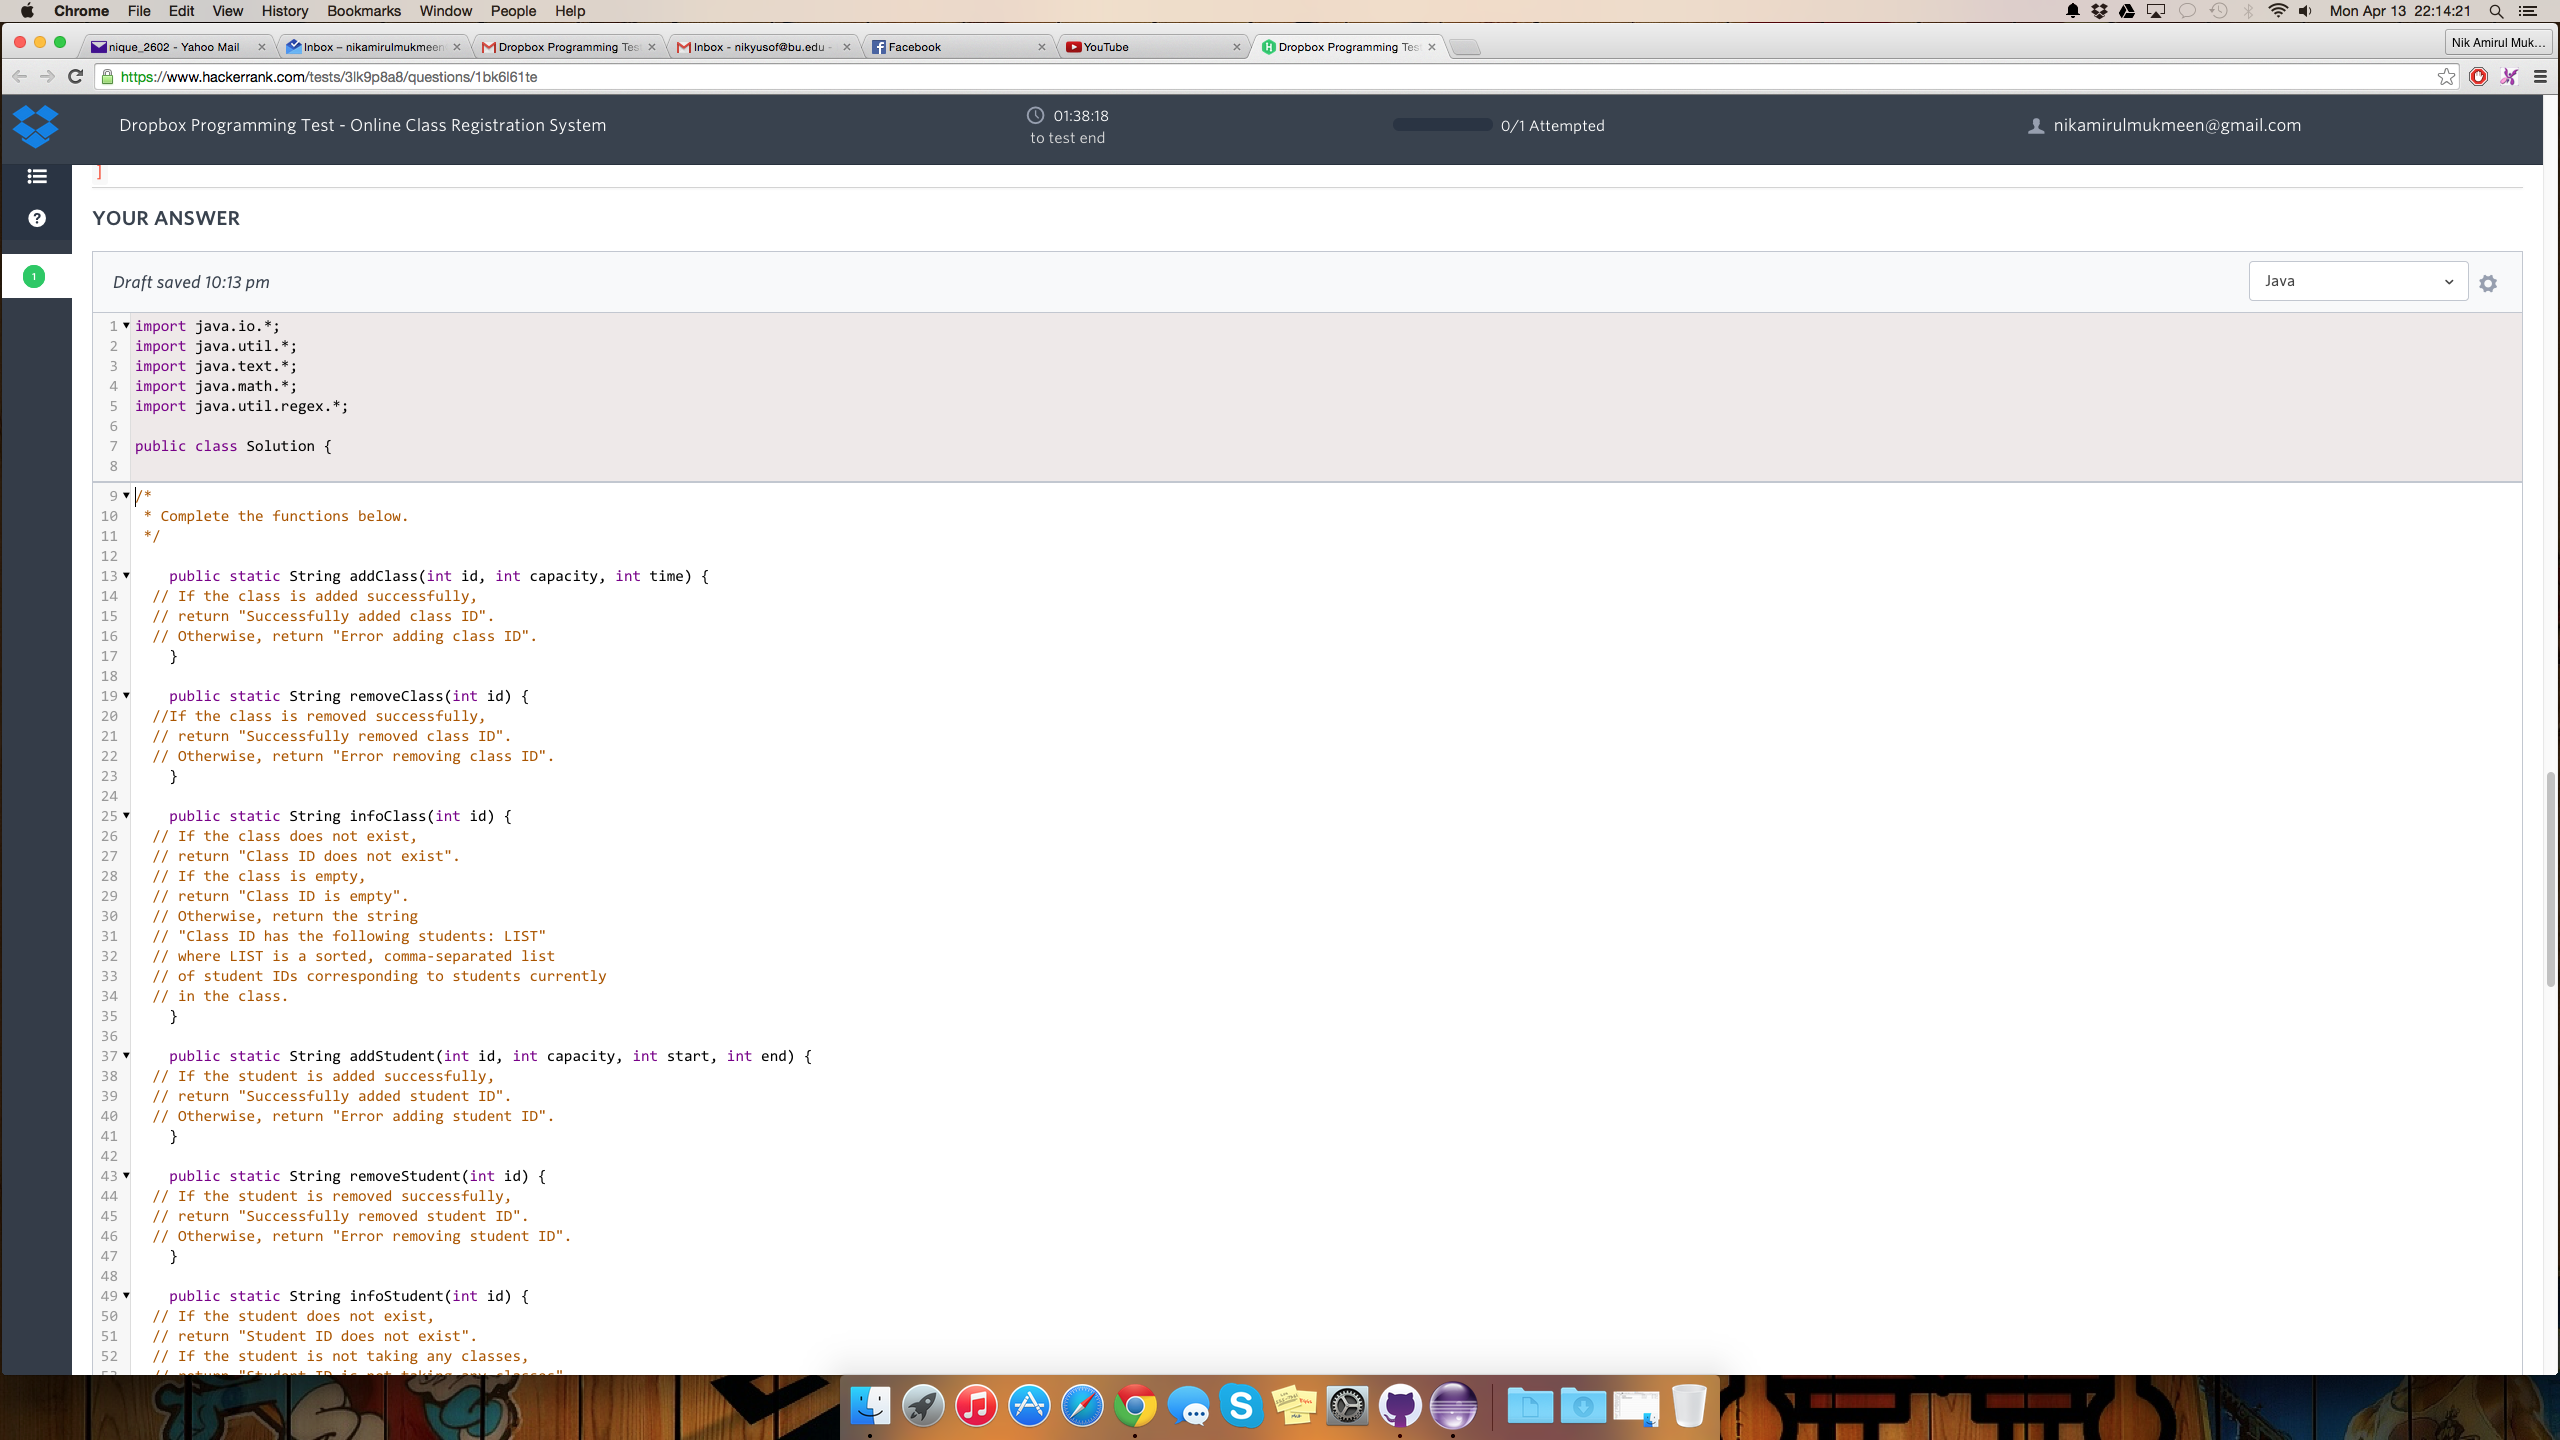 Chrome File Edit View History Bookmarks Window People Help Mon Apr 13 22:14:21
nique_2602 - Yahoo Mail Inbox – nikamirulmukmeen Dropbox Programming Tes Inbox - nikyusof@bu.edu - Facebook YouTube Dropbox Programming Tes Nik Amirul Muk...
https://www.hackerrank.com/tests/3lk9p8a8/questions/1bk6l61te
Dropbox Programming Test - Online Class Registration System 01:38:18 0/1 Attempted nikamirulmukmeen@gmail.com
to test end
]
YOUR ANSWER
1
Draft saved 10:13 pm Java
1 import java.io.*;
2 import java.util.*;
3 import java.text.*;
4 import java.math.*;
5 import java.util.regex.*;
6
7 public class Solution {
8
9 /*
10 * Complete the functions below.
11 */
12
13 public static String addClass(int id, int capacity, int time) {
14 // If the class is added successfully,
15 // return "Successfully added class ID".
16 // Otherwise, return "Error adding class ID".
17 }
18
19 public static String removeClass(int id) {
20 //If the class is removed successfully,
21 // return "Successfully removed class ID".
22 // Otherwise, return "Error removing class ID".
23 }
24
25 public static String infoClass(int id) {
26 // If the class does not exist,
27 // return "Class ID does not exist".
28 // If the class is empty,
29 // return "Class ID is empty".
30 // Otherwise, return the string
31 // "Class ID has the following students: LIST"
32 // where LIST is a sorted, comma-separated list
33 // of student IDs corresponding to students currently
34 // in the class.
35 }
36
37 public static String addStudent(int id, int capacity, int start, int end) {
38 // If the student is added successfully,
39 // return "Successfully added student ID".
40 // Otherwise, return "Error adding student ID".
41 }
42
43 public static String removeStudent(int id) {
44 // If the student is removed successfully,
45 // return "Successfully removed student ID".
46 // Otherwise, return "Error removing student ID".
47 }
48
49 public static String infoStudent(int id) {
50 // If the student does not exist,
51 // return "Student ID does not exist".
52 // If the student is not taking any classes,
53 // return "Student ID is not taking any classes"